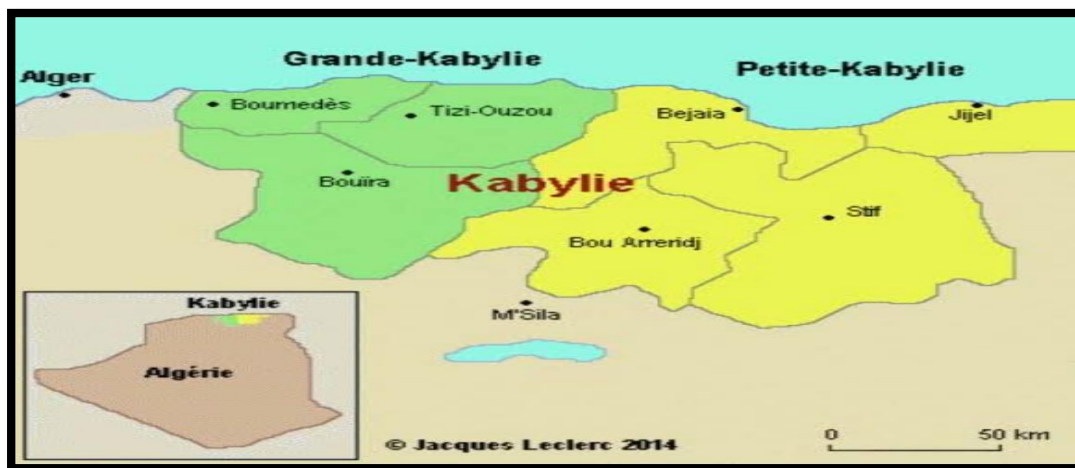 Grande-Kabylie
Petite-Kabylie
Alger
Boumedès
Tizi-Ouzou
Bejaia
Jijel
Bouïra
Kabylie
Stif
Bou Arreridj
M'Sila
Kabylie
Algérie
© Jacques Leclerc 2014
0 50 km